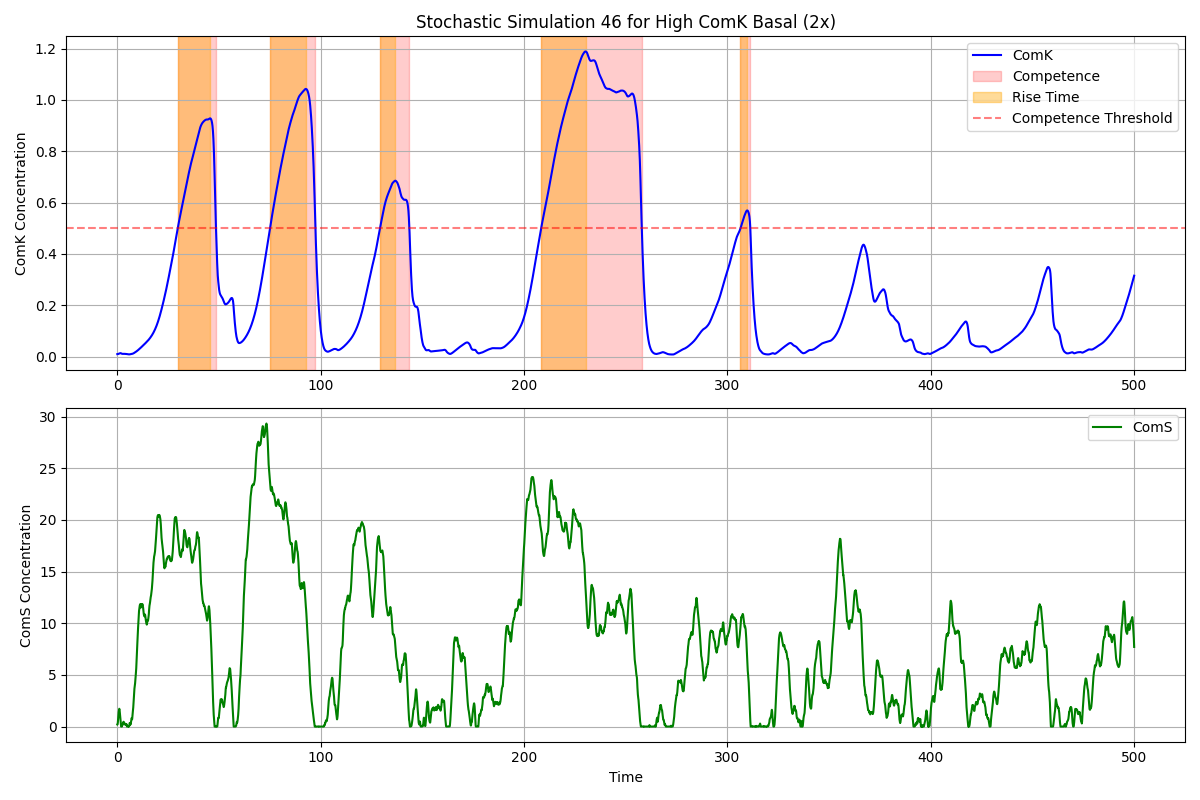 Stochastic Simulation 46 for High ComK Basal (2x)
ComK Concentration
1.2
1.0
0.8
0.6
0.4
0.2
0.0
ComK
Competence
Rise Time
Competence Threshold
0 100 200 300 400 500
ComS Concentration
30
25
20
15
10
5
0
ComS
0 100 200 300 400 500
Time